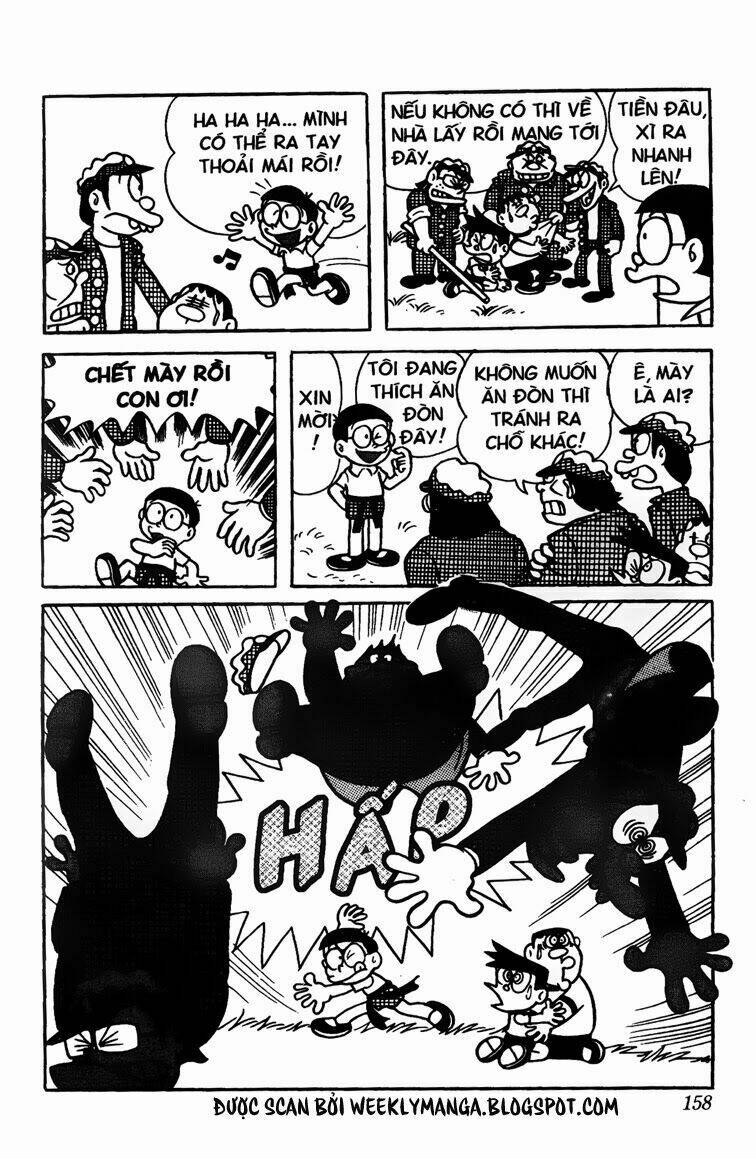 TIỀN ĐÂU,
XÌ RA
NHANH
LÊN!
NẾU KHÔNG CÓ THÌ VỀ
NHÀ LẤY RỒI MANG TỚI
ĐÂY...
HA HA HA... MÌNH
CÓ THỂ RA TAY
THOẢI MÁI RỒI!
Ê, MÀY
LÀ AI?
KHÔNG MUỐN
ĂN ĐÒN THÌ
TRÁNH RA
CHỐ KHÁC!
TÔI ĐANG
THÍCH ĂN
ĐÒN
ĐÂY!
XIN
MỜI
!
CHẾT MÀY RỒI
CON ƠI!
HẤP
ĐƯỢC SCAN BỞI WEEKLYMANGA.BLOGSPOT.COM
158